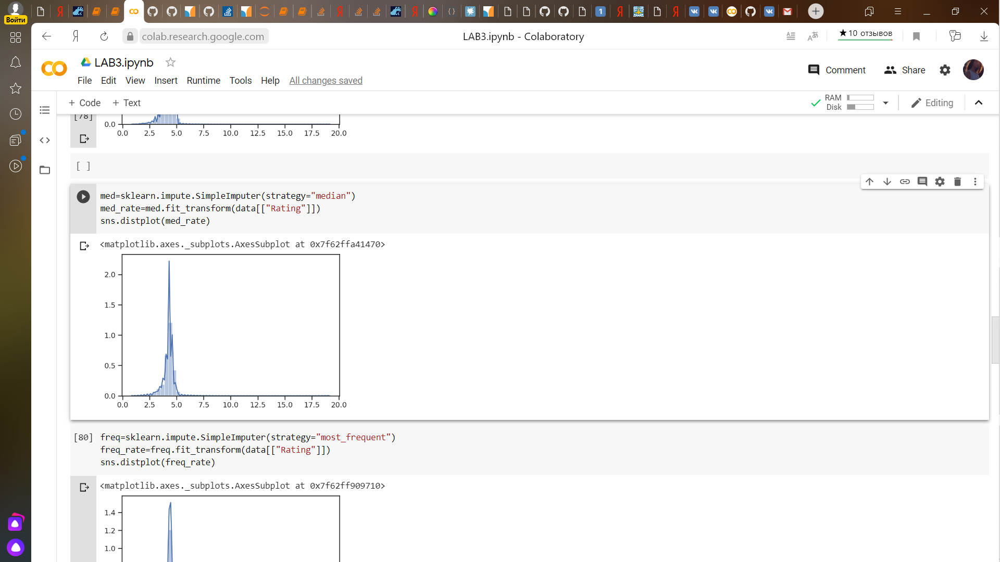 Войти
1
colab.research.google.com
LAB3.ipynb - Colaboratory
★10 отзывов
LAB3.ipynb
File Edit View Insert Runtime Tools Help All changes saved
Comment
Share
+ Code + Text
RAM
Disk
Editing
[78]
0.0
0.0 2.5 5.0 7.5 10.0 12.5 15.0 17.5 20.0
[ ]
med=sklearn.impute.SimpleImputer(strategy="median")
med_rate=med.fit_transform(data[["Rating"]])
sns.distplot(med_rate)
<matplotlib.axes._subplots.AxesSubplot at 0x7f62ffa41470>
2.0
1.5
1.0
0.5
0.0
0.0 2.5 5.0 7.5 10.0 12.5 15.0 17.5 20.0
[80] freq=sklearn.impute.SimpleImputer(strategy="most_frequent")
freq_rate=freq.fit_transform(data[["Rating"]])
sns.distplot(freq_rate)
<matplotlib.axes._subplots.AxesSubplot at 0x7f62ff909710>
1.4
1.2
1.0